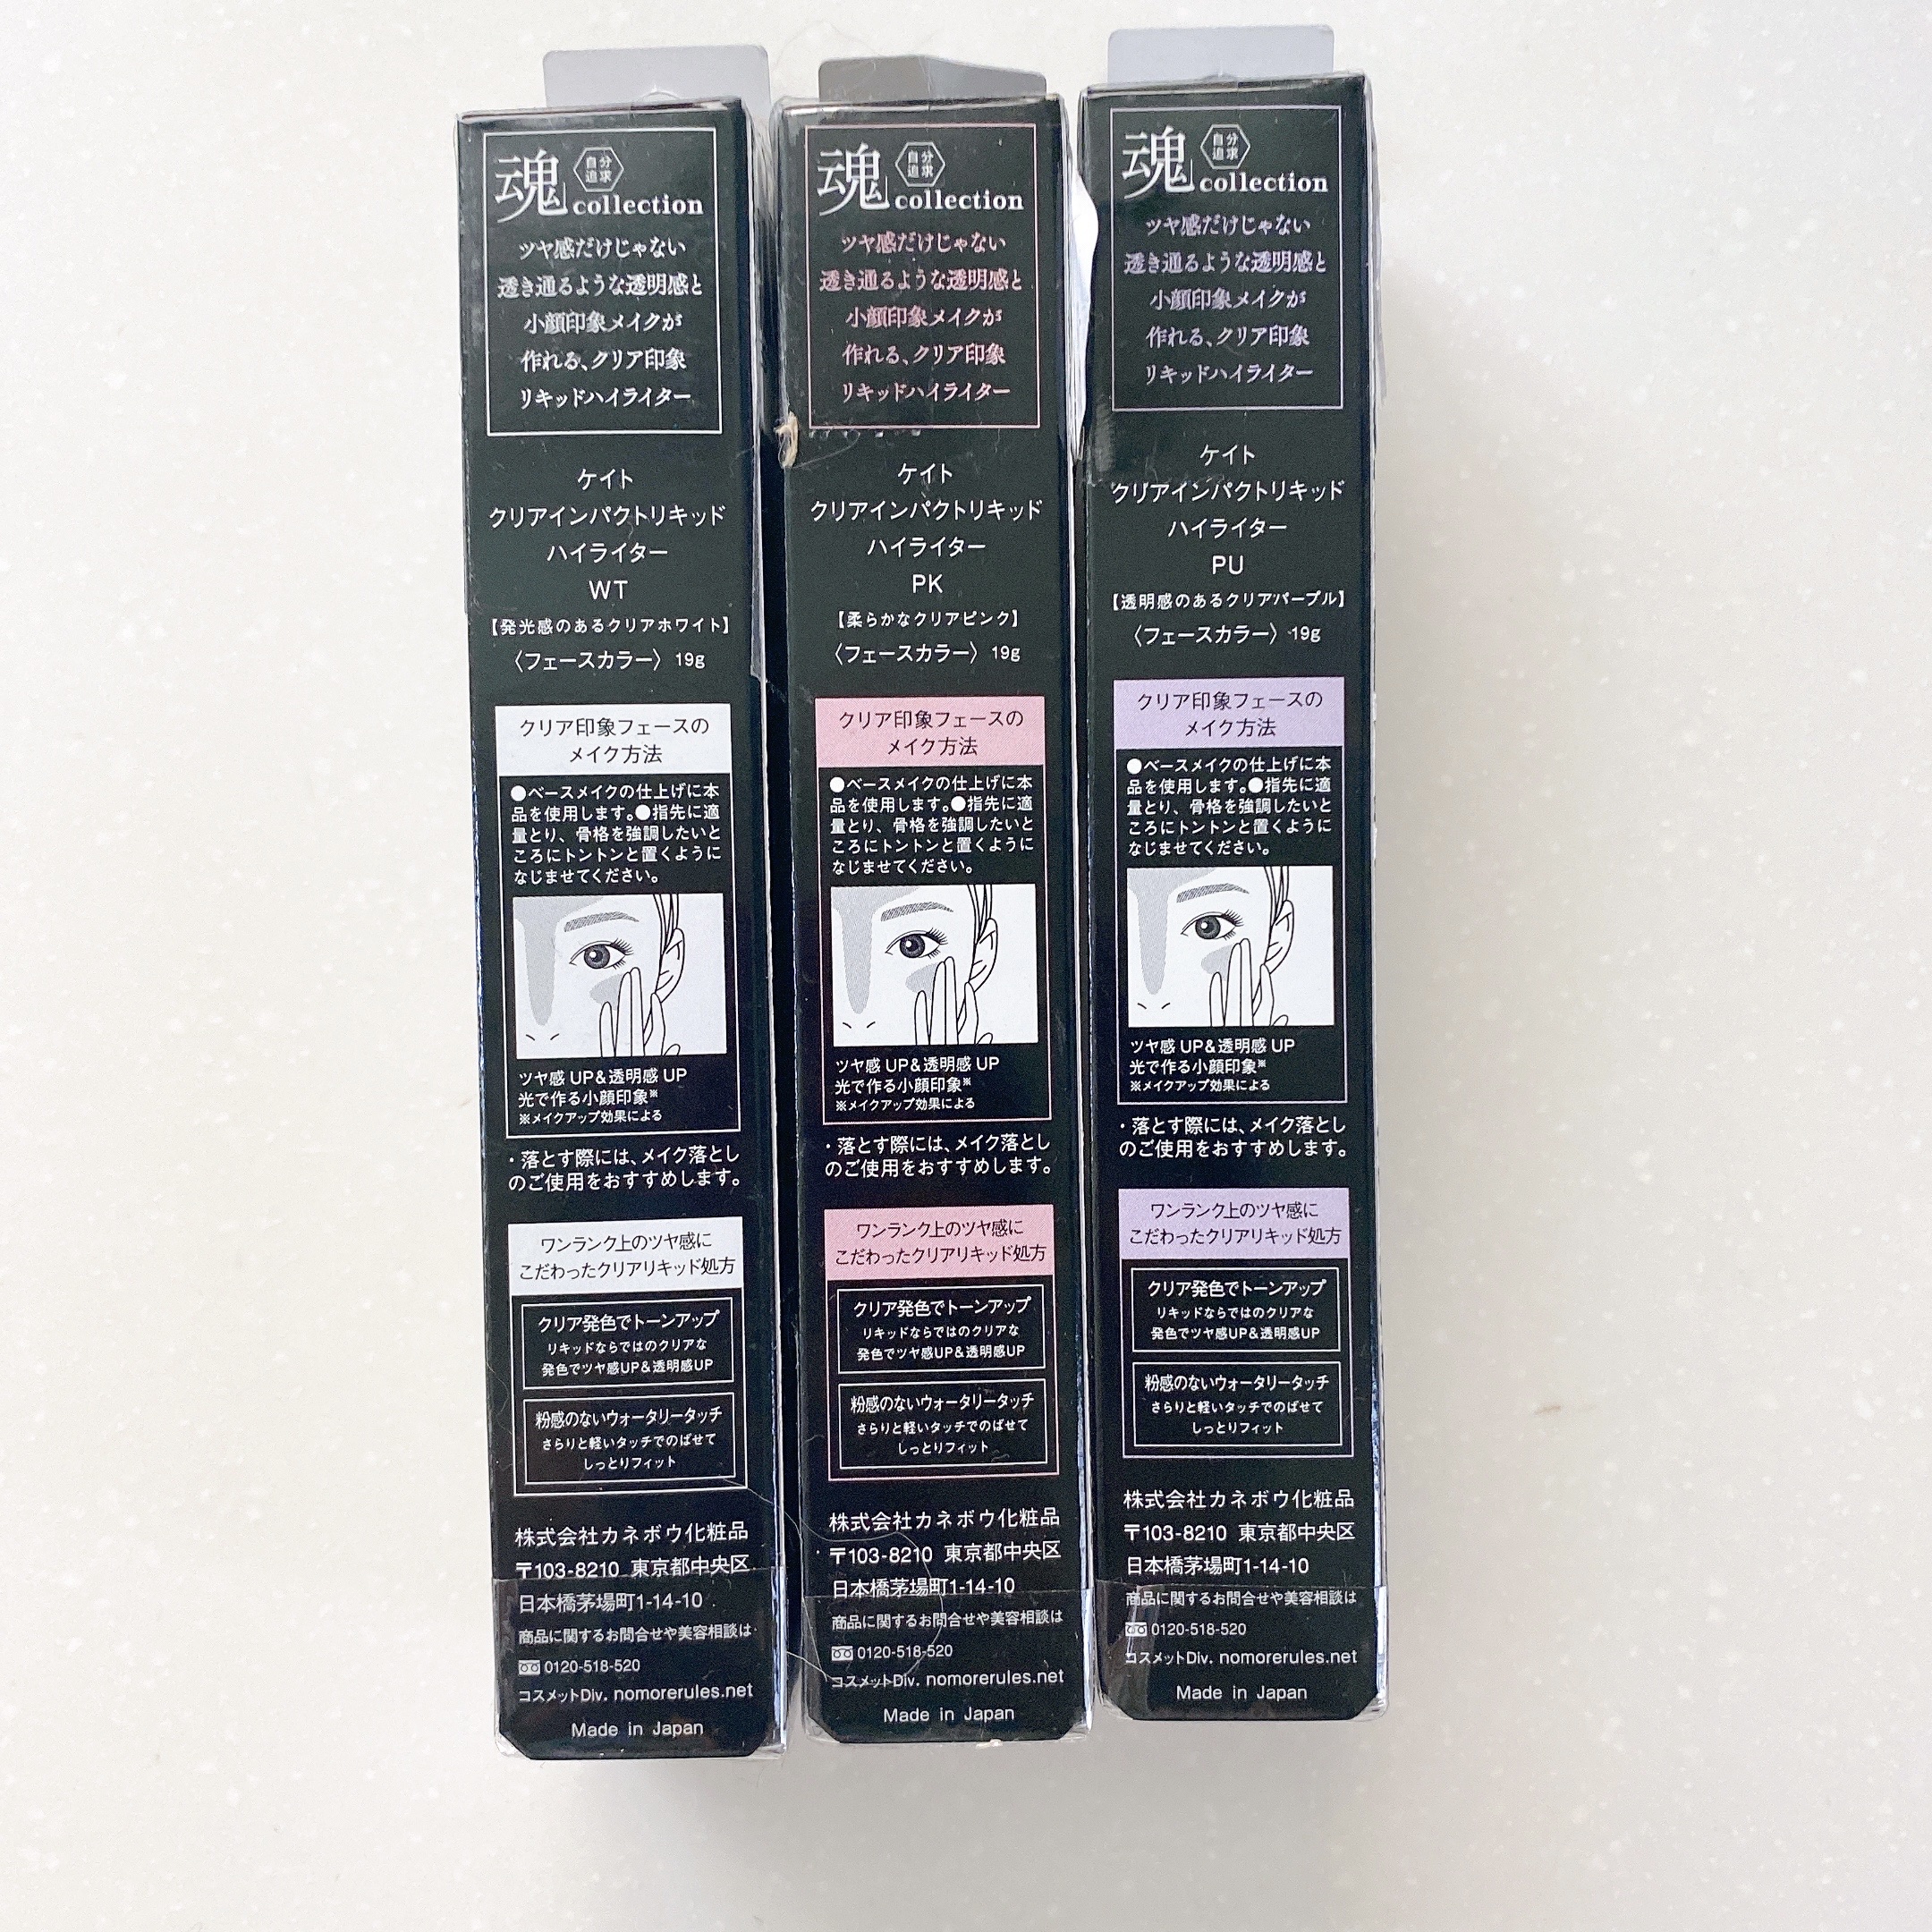 魂 自分追求 collection
ツヤ感だけじゃない
透き通るような透明感と
小顔印象メイクが
作れる、クリア印象
リキッドハイライター
ケイト
クリアインパクトリキッド
ハイライター
WT
【発光感のあるクリアホワイト】
〈フェースカラー〉 19g
クリア印象フェースの
メイク方法
●ベースメイクの仕上げに本
品を使用します。●指先に適
量とり、骨格を強調したいと
ころにトントンと置くように
なじませてください。
ツヤ感 UP&透明感 UP
光で作る小顔印象※
※メイクアップ効果による
・落とす際には、メイク落とし
のご使用をおすすめします。
ワンランク上のツヤ感に
こだわったクリアリキッド処方
クリア発色でトーンアップ
リキッドならではのクリアな
発色でツヤ感UP&透明感UP
粉感のないウォータリータッチ
さらりと軽いタッチでのばせて
しっとりフィット
株式会社カネボウ化粧品
〒103-8210 東京都中央区
日本橋茅場町1-14-10
商品に関するお問合せや美容相談は
0120-518-520
コスメットDiv. nomorerules.net
Made in Japan
魂 自分追求 collection
ツヤ感だけじゃない
透き通るような透明感と
小顔印象メイクが
作れる、クリア印象
リキッドハイライター
ケイト
クリアインパクトリキッド
ハイライター
PK
【柔らかなクリアピンク】
〈フェースカラー〉 19g
クリア印象フェースの
メイク方法
●ベースメイクの仕上げに本
品を使用します。●指先に適
量とり、骨格を強調したいと
ころにトントンと置くように
なじませてください。
ツヤ感 UP&透明感 UP
光で作る小顔印象※
※メイクアップ効果による
・落とす際には、メイク落とし
のご使用をおすすめします。
ワンランク上のツヤ感に
こだわったクリアリキッド処方
クリア発色でトーンアップ
リキッドならではのクリアな
発色でツヤ感UP&透明感UP
粉感のないウォータリータッチ
さらりと軽いタッチでのばせて
しっとりフィット
株式会社カネボウ化粧品
〒103-8210 東京都中央区
日本橋茅場町1-14-10
商品に関するお問合せや美容相談は
0120-518-520
コスメットDiv. nomorerules.net
Made in Japan
魂 自分追求 collection
ツヤ感だけじゃない
透き通るような透明感と
小顔印象メイクが
作れる、クリア印象
リキッドハイライター
ケイト
クリアインパクトリキッド
ハイライター
PU
【透明感のあるクリアパープル】
〈フェースカラー〉 19g
クリア印象フェースの
メイク方法
●ベースメイクの仕上げに本
品を使用します。●指先に適
量とり、骨格を強調したいと
ころにトントンと置くように
なじませてください。
ツヤ感 UP&透明感 UP
光で作る小顔印象※
※メイクアップ効果による
・落とす際には、メイク落とし
のご使用をおすすめします。
ワンランク上のツヤ感に
こだわったクリアリキッド処方
クリア発色でトーンアップ
リキッドならではのクリアな
発色でツヤ感UP&透明感UP
粉感のないウォータリータッチ
さらりと軽いタッチでのばせて
しっとりフィット
株式会社カネボウ化粧品
〒103-8210 東京都中央区
日本橋茅場町1-14-10
商品に関するお問合せや美容相談は
0120-518-520
コスメットDiv. nomorerules.net
Made in Japan